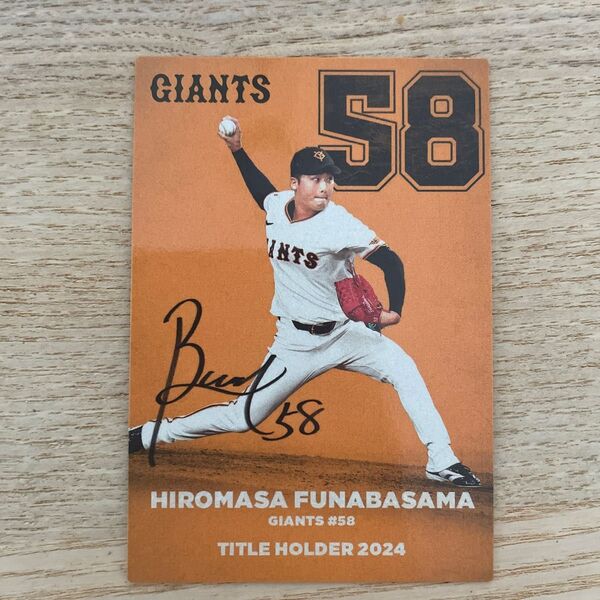 GIANTS
58
GIANTS
58
HIROMASA FUNABASAMA
GIANTS #58
TITLE HOLDER 2024